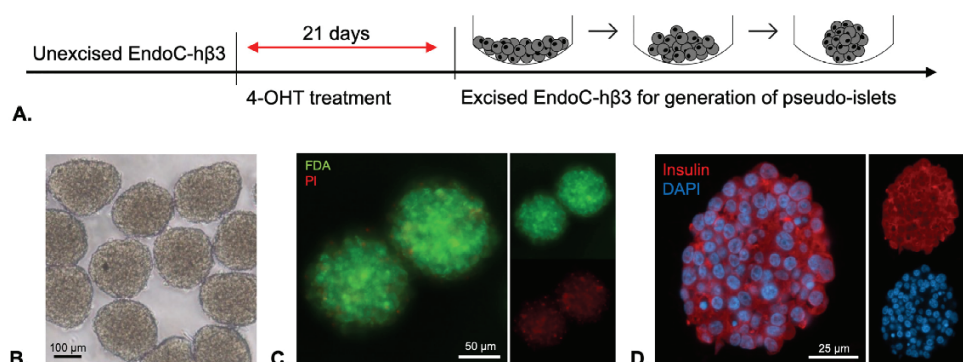 Unexcised EndoC-hβ3
21 days
4-OHT treatment
Excised EndoC-hβ3 for generation of pseudo-islets
A.
FDA
PI
Insulin
DAPI
B
100 µm
C
50 µm
D
25 µm